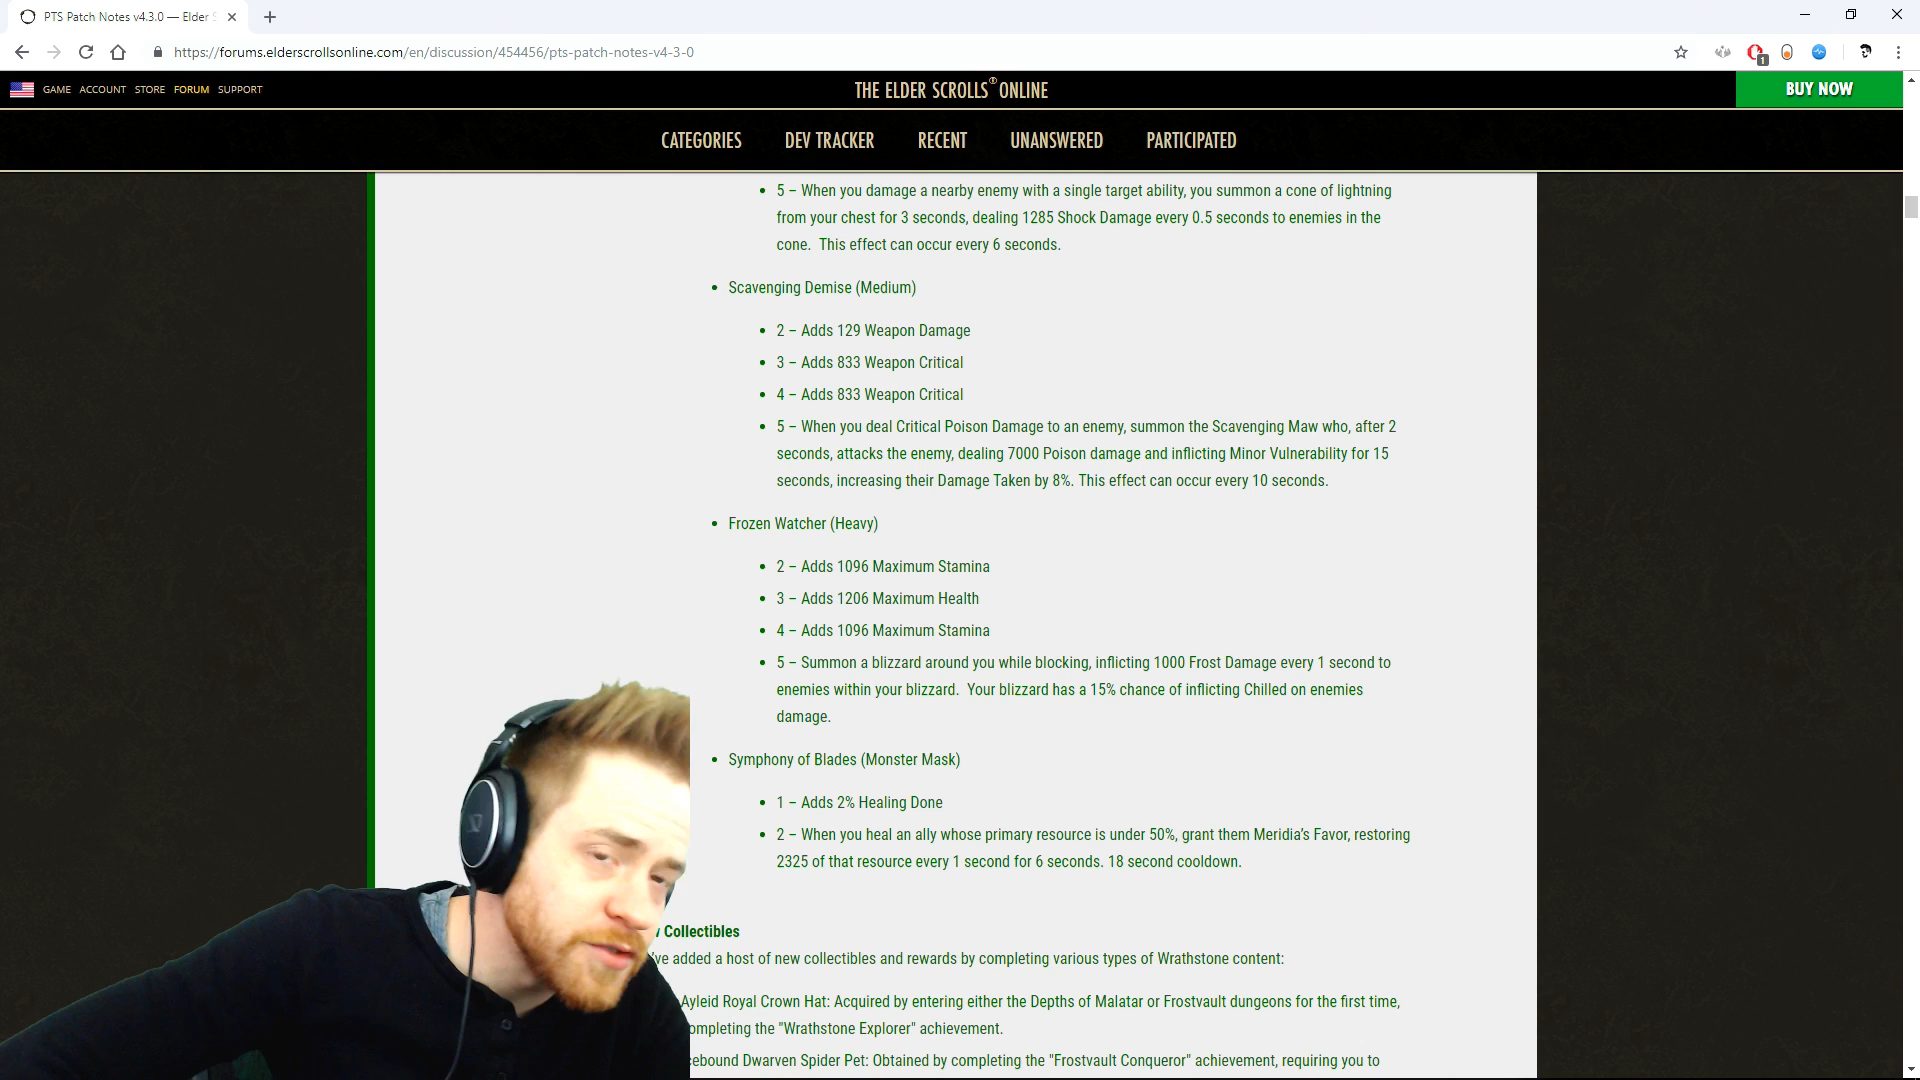 PTS Patch Notes v4.3.0 — Elder
https://forums.elderscrollsonline.com/en/discussion/454456/pts-patch-notes-v4-3-0
1
GAME ACCOUNT STORE FORUM SUPPORT
THE ELDER SCROLLS ONLINE
BUY NOW
CATEGORIES DEV TRACKER RECENT UNANSWERED PARTICIPATED
• 5 – When you damage a nearby enemy with a single target ability, you summon a cone of lightning
from your chest for 3 seconds, dealing 1285 Shock Damage every 0.5 seconds to enemies in the
cone.  This effect can occur every 6 seconds.
• Scavenging Demise (Medium)
• 2 – Adds 129 Weapon Damage
• 3 – Adds 833 Weapon Critical
• 4 – Adds 833 Weapon Critical
• 5 – When you deal Critical Poison Damage to an enemy, summon the Scavenging Maw who, after 2
seconds, attacks the enemy, dealing 7000 Poison damage and inflicting Minor Vulnerability for 15
seconds, increasing their Damage Taken by 8%. This effect can occur every 10 seconds.
• Frozen Watcher (Heavy)
• 2 – Adds 1096 Maximum Stamina
• 3 – Adds 1206 Maximum Health
• 4 – Adds 1096 Maximum Stamina
• 5 – Summon a blizzard around you while blocking, inflicting 1000 Frost Damage every 1 second to
enemies within your blizzard.  Your blizzard has a 15% chance of inflicting Chilled on enemies
damage.
• Symphony of Blades (Monster Mask)
• 1 – Adds 2% Healing Done
• 2 – When you heal an ally whose primary resource is under 50%, grant them Meridia's Favor, restoring
2325 of that resource every 1 second for 6 seconds. 18 second cooldown.
Collectibles
've added a host of new collectibles and rewards by completing various types of Wrathstone content:
Ayleid Royal Crown Hat: Acquired by entering either the Depths of Malatar or Frostvault dungeons for the first time,
ompleting the "Wrathstone Explorer" achievement.
ebound Dwarven Spider Pet: Obtained by completing the "Frostvault Conqueror" achievement, requiring you to